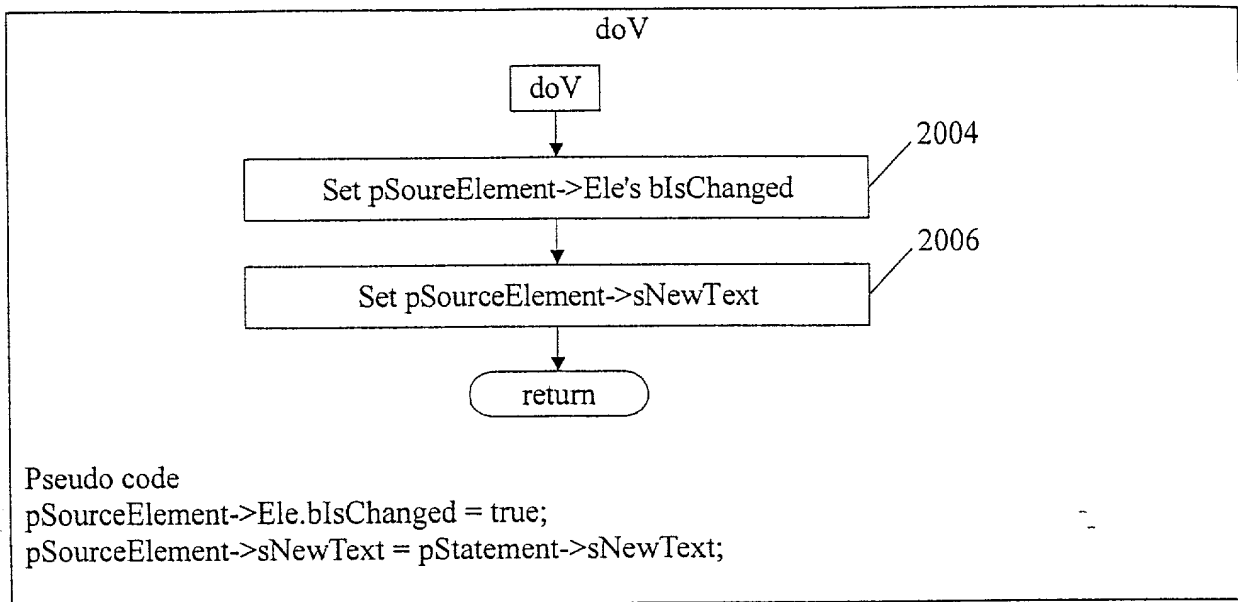 doV
doV
2004
Set pSoureElement->Ele's bIsChanged
2006
Set pSourceElement->sNewText
return
Pseudo code
pSourceElement->Ele.bIsChanged = true;
pSourceElement->sNewText = pStatement->sNewText;